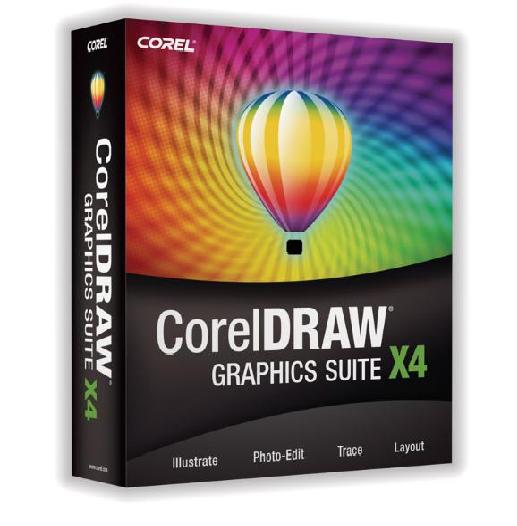 COREL
COREL
CorelDRAW®
GRAPHICS SUITE X4
CorelDRAW
GRAPHICS SUITE X4
Illustrate Photo-Edit Trace Layout